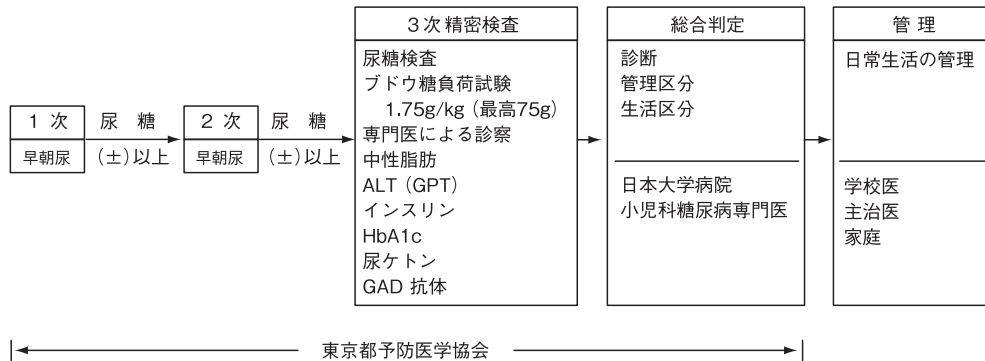 1 次
早朝尿
尿 糖
(±)以上
2 次
早朝尿
尿 糖
(±)以上
3次精密検査
尿糖検査
ブドウ糖負荷試験
1.75g/kg (最高75g)
専門医による診察
中性脂肪
ALT (GPT)
インスリン
HbA1c
尿ケトン
GAD 抗体
総合判定
診断
管理区分
生活区分
日本大学病院
小児科糖尿病専門医
管 理
日常生活の管理
学校医
主治医
家庭
東京都予防医学協会